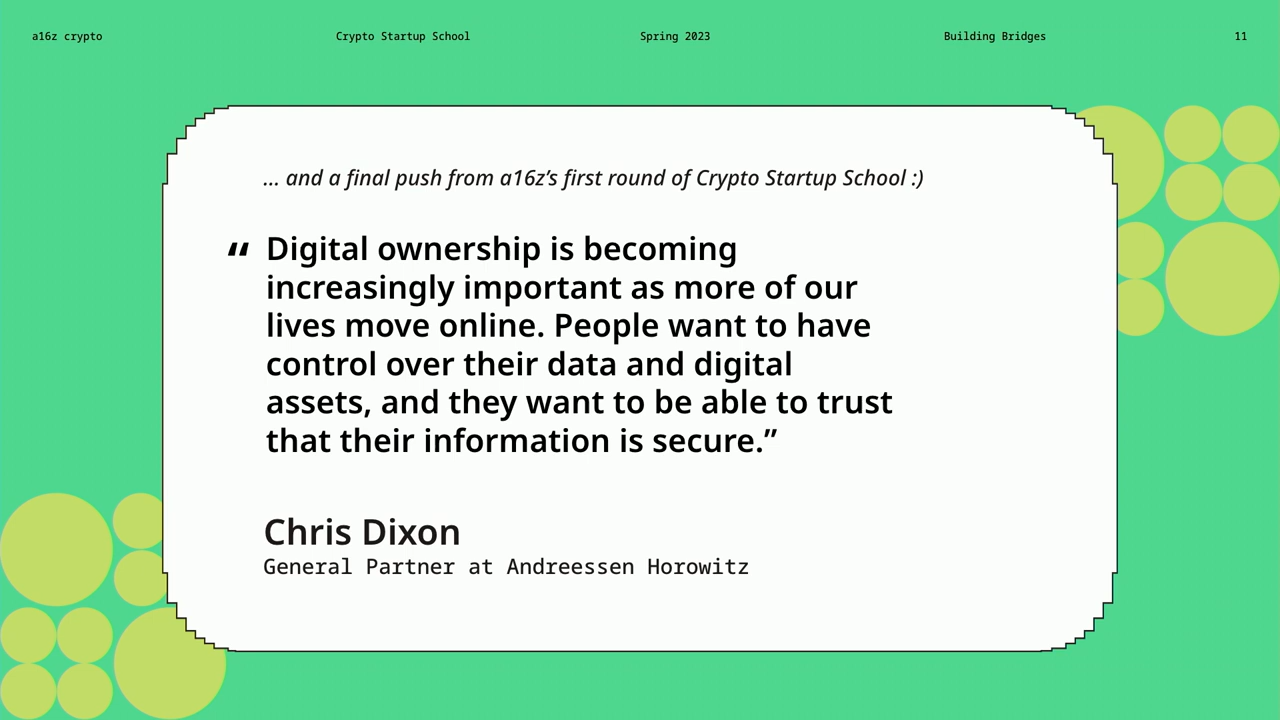 a16z crypto
Crypto Startup School
Spring 2023
Building Bridges
11
... and a final push from a16z’s first round of Crypto Startup School :)
“ Digital ownership is becoming
increasingly important as more of our
lives move online. People want to have
control over their data and digital
assets, and they want to be able to trust
that their information is secure.”
Chris Dixon
General Partner at Andreessen Horowitz